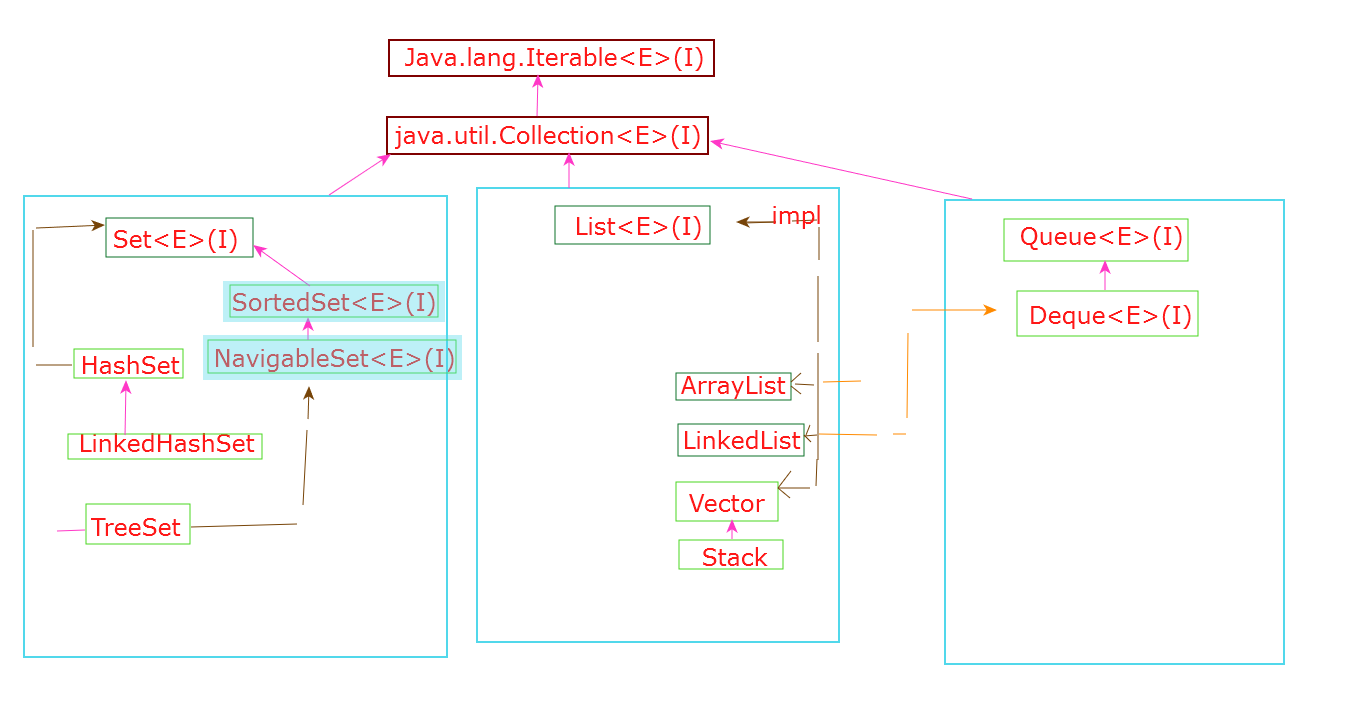 Java.lang.Iterable<E>(I)
java.util.Collection<E>(I)
Set<E>(I)
SortedSet<E>(I)
NavigableSet<E>(I)
HashSet
LinkedHashSet
TreeSet
List<E>(I)
impl
ArrayList
LinkedList
Vector
Stack
Queue<E>(I)
Deque<E>(I)